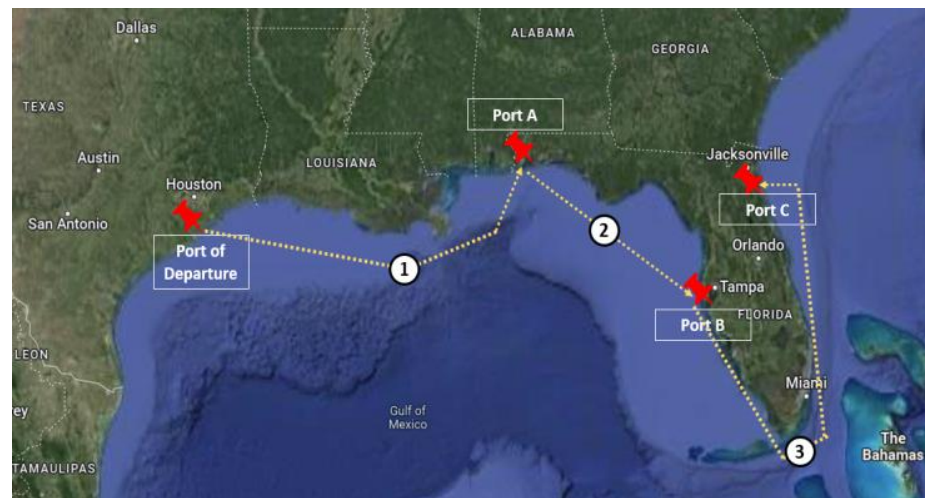 Dallas
ALABAMA
GEORGIA
TEXAS
Port A
Austin
LOUISIANA
Jacksonville
Houston
San Antonio
Port C
Port of
Departure
2
Orlando
1
Tampa
Port B
FLORIDA
LEON
Miami
rey
Gulf of
Mexico
The
Bahamas
3
TAMAULIPAS